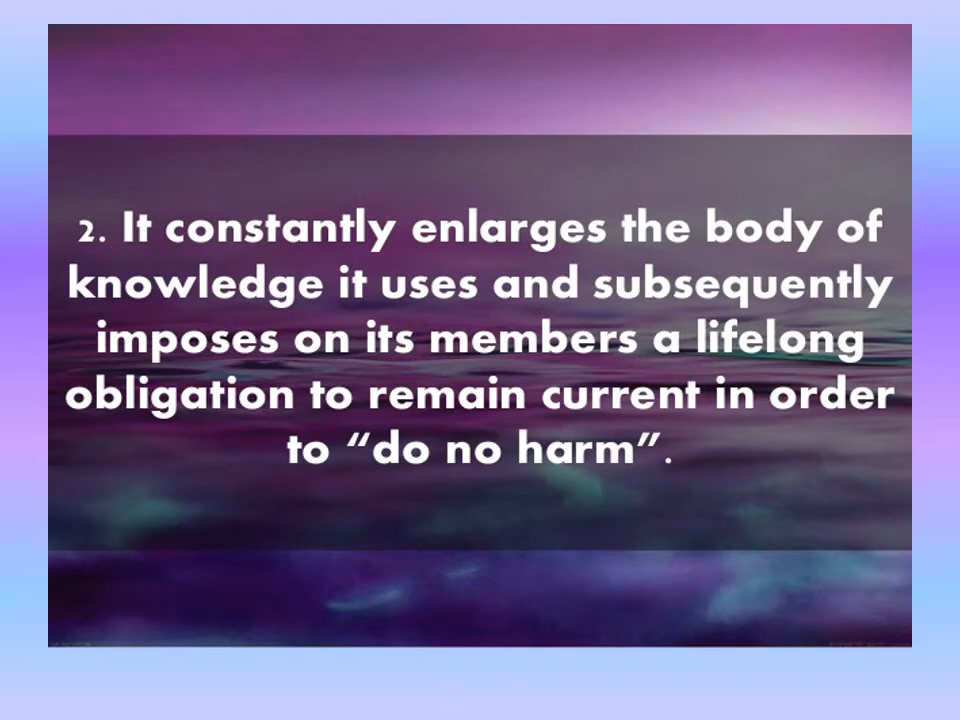 2. It constantly enlarges the body of
knowledge it uses and subsequently
imposes on its members a lifelong
obligation to remain current in order
to “do no harm”.